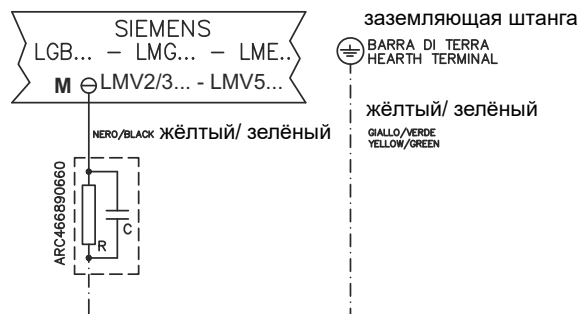 SIEMENS
LGB... – LMG... – LME..
M LMV2/3... - LMV5...
заземляющая штанга
BARRA DI TERRA
HEARTH TERMINAL
NERO/BLACK жёлтый/ зелёный
жёлтый/ зелёный
GIALLO/VERDE
YELLOW/GREEN
ARC466890660
R
C